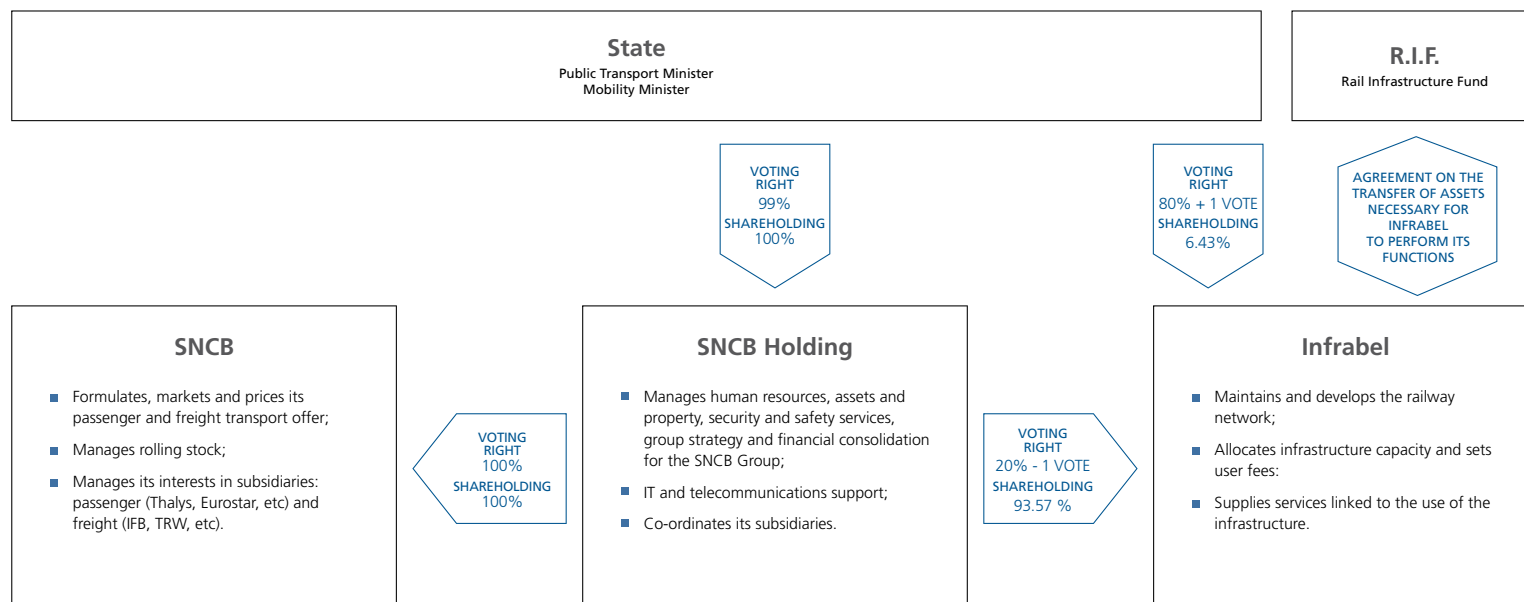 State
Public Transport Minister
Mobility Minister
R.I.F.
Rail Infrastructure Fund
VOTING
RIGHT
99%
SHAREHOLDING
100%
VOTING
RIGHT
80% + 1 VOTE
SHAREHOLDING
6.43%
AGREEMENT ON THE
TRANSFER OF ASSETS
NECESSARY FOR
INFRABEL
TO PERFORM ITS
FUNCTIONS
SNCB
Formulates, markets and prices its
passenger and freight transport offer;
Manages rolling stock;
Manages its interests in subsidiaries:
passenger (Thalys, Eurostar, etc) and
freight (IFB, TRW, etc).
VOTING
RIGHT
100%
SHAREHOLDING
100%
SNCB Holding
Manages human resources, assets and
property, security and safety services,
group strategy and financial consolidation
for the SNCB Group;
IT and telecommunications support;
Co-ordinates its subsidiaries.
VOTING
RIGHT
20% - 1 VOTE
SHAREHOLDING
93.57 %
Infrabel
Maintains and develops the railway
network;
Allocates infrastructure capacity and sets
user fees:
Supplies services linked to the use of the
infrastructure.